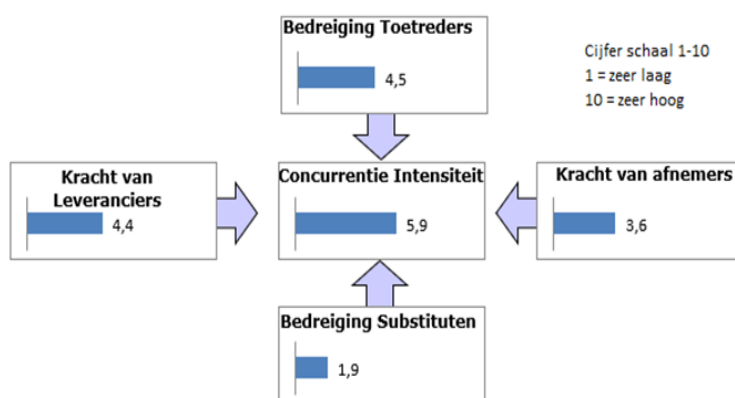 Bedreiging Toetreders
4,5
Cijfer schaal 1-10
1 = zeer laag
10 = zeer hoog
Kracht van
Leveranciers
4,4
Concurrentie Intensiteit
5,9
Kracht van afnemers
3,6
Bedreiging Substituten
1,9